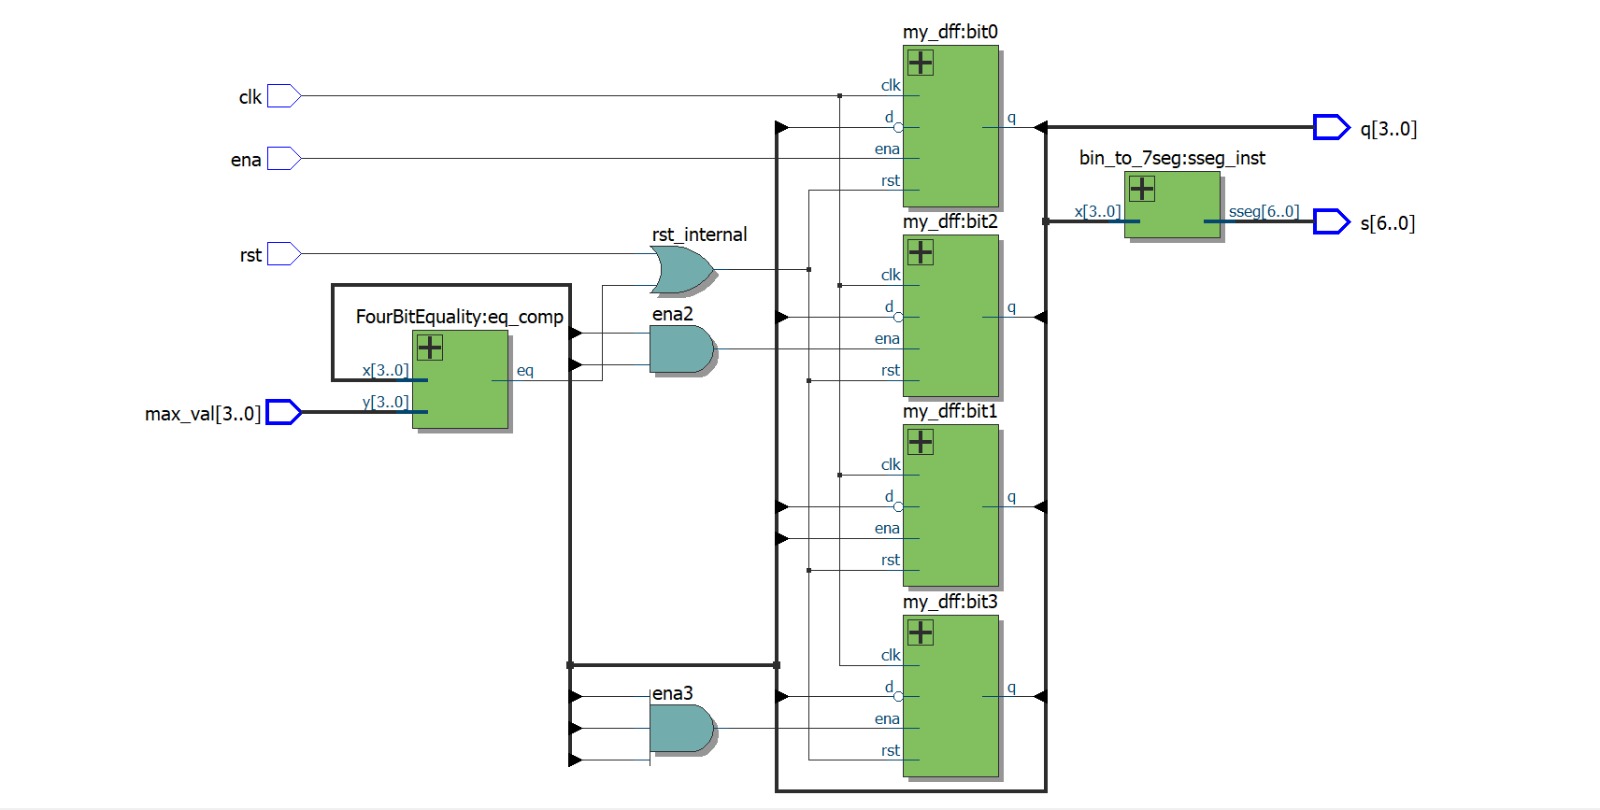 my_dff:bit0
clk
clk
d
q
q[3..0]
ena
ena
bin_to_7seg:sseg_inst
rst
x[3..0]
sseg[6..0]
s[6..0]
my_dff:bit2
rst_internal
rst
clk
FourBitEquality:eq_comp
ena2
d
q
ena
x[3..0]
eq
rst
y[3..0]
max_val[3..0]
my_dff:bit1
clk
d
q
ena
rst
my_dff:bit3
clk
ena3
d
q
ena
rst